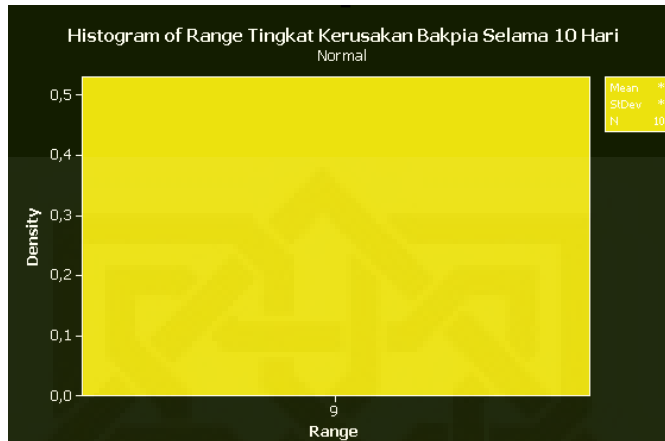 Histogram of Range Tingkat Kerusakan Bakpia Selama 10 Hari
Normal
Mean *
StDev *
N 10
0,5
0,4
0,3
0,2
0,1
0,0
Density
9
Range